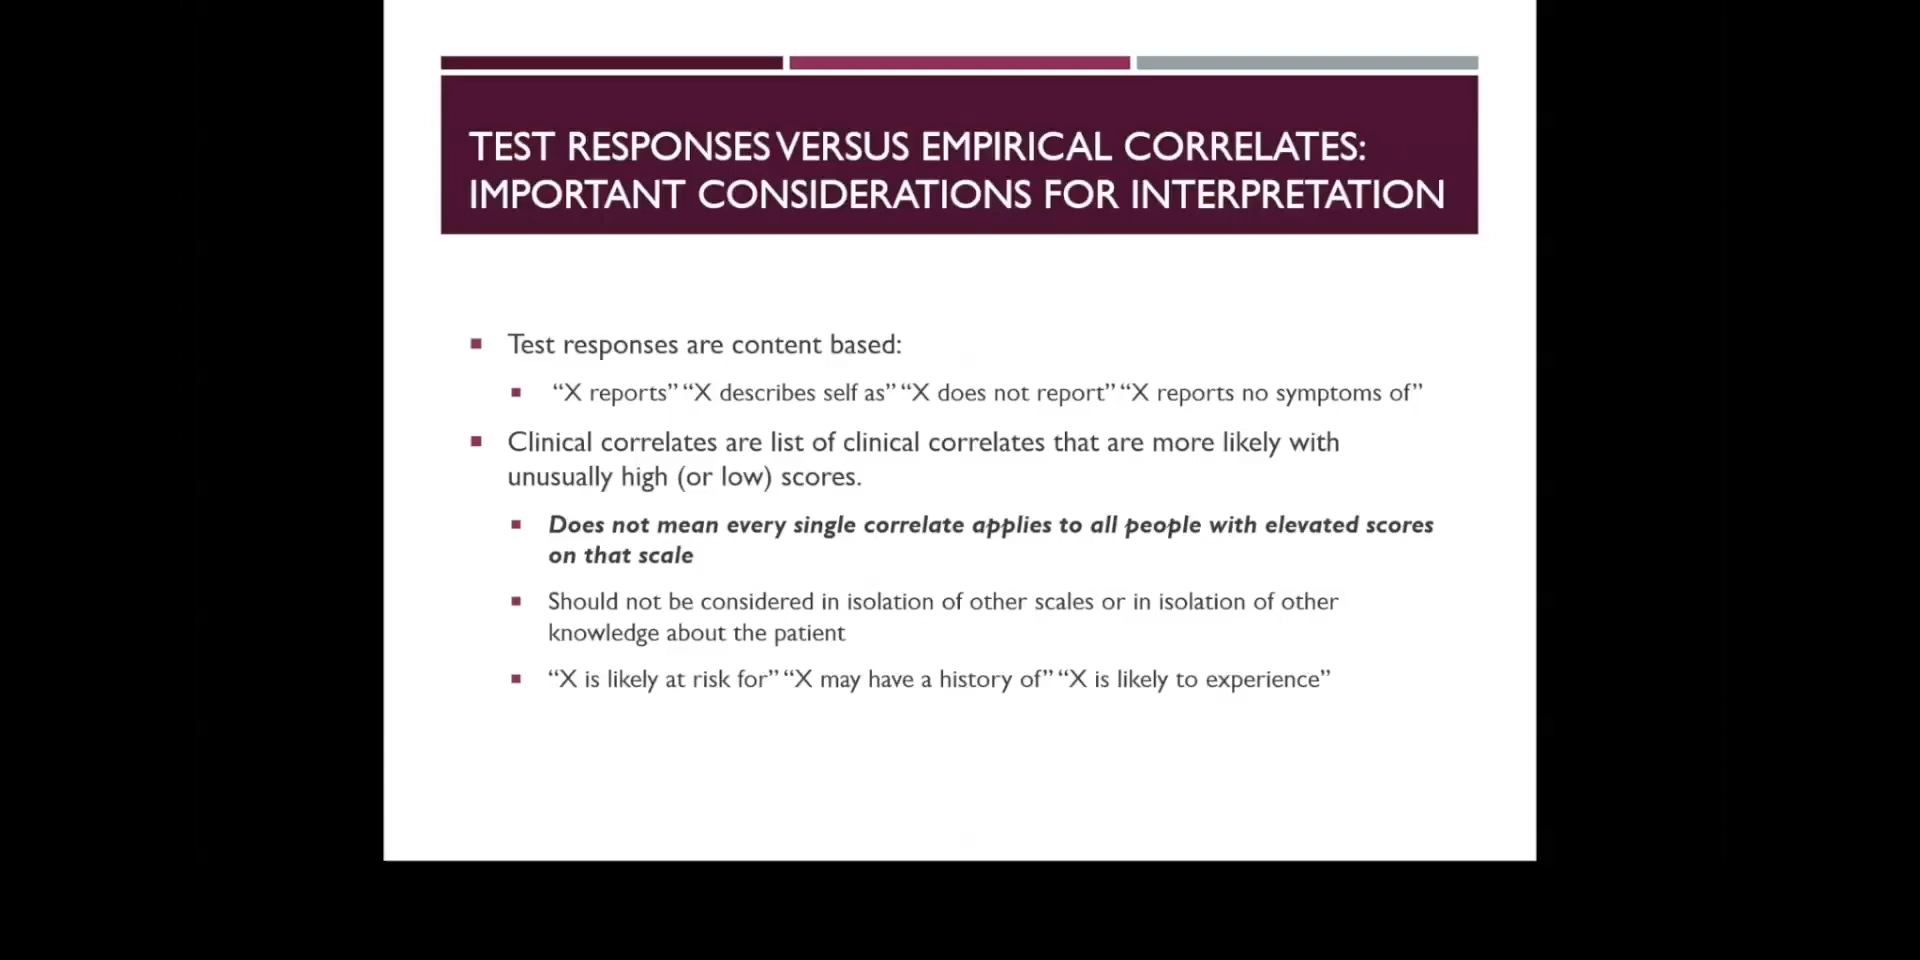 TEST RESPONSES VERSUS EMPIRICAL CORRELATES:
IMPORTANT CONSIDERATIONS FOR INTERPRETATION
▪ Test responses are content based:
▪ “X reports” “X describes self as” “X does not report” “X reports no symptoms of”
▪ Clinical correlates are list of clinical correlates that are more likely with
unusually high (or low) scores.
▪ Does not mean every single correlate applies to all people with elevated scores
on that scale
▪ Should not be considered in isolation of other scales or in isolation of other
knowledge about the patient
▪ “X is likely at risk for” “X may have a history of” “X is likely to experience”